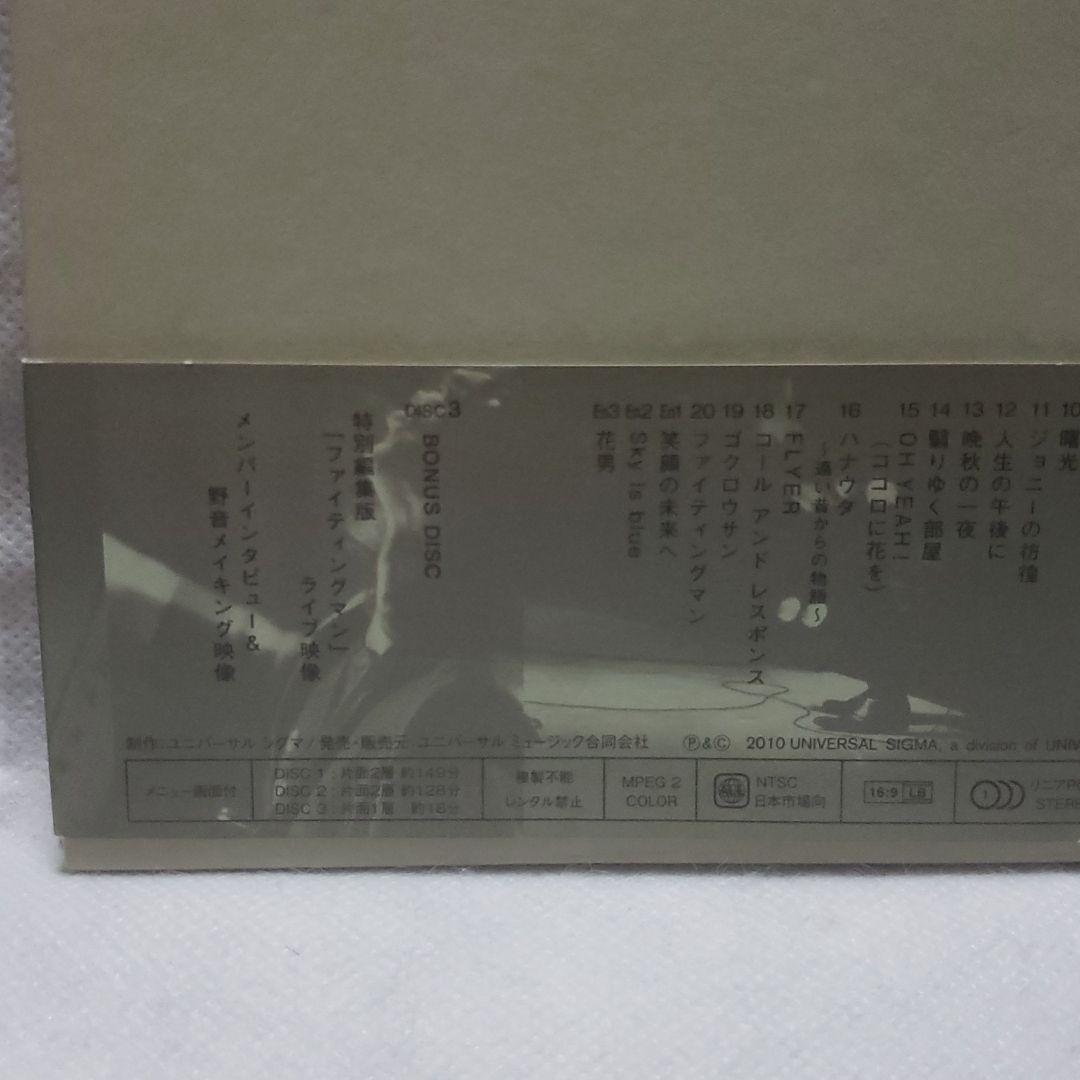 10 曙光
11 ジョニーの彷徨
12 人生の午後に
13 晩秋の一夜
14 翳りゆく部屋
15 OH YEAH!
（ココロに花を）
16 ハナウタ
〜遠い昔からの物語〜
17 FLYER
18 コール アンド レスポンス
19 ゴクロウサン
20 ファイティングマン
En1 笑顔の未来へ
En2 Sky is blue
En3 花男
DISC 3 BONUS DISC
特別編集版
「ファイティングマン」
ライブ映像
メンバーインタビュー&
野音メイキング映像
制作:ユニバーサル シグマ / 発売・販売元 ユニバーサル ミュージック合同会社 Ⓟ&Ⓒ 2010 UNIVERSAL SIGMA, a division of UNIV
メニュー画面付
DISC 1 : 片面2層 約149分
DISC 2 : 片面2層 約128分
DISC 3 : 片面1層 約18分
複製不能
レンタル禁止
MPEG 2
COLOR
ALL
NTSC
日本市場向
16:9 LB
1
リニアPC
STERE